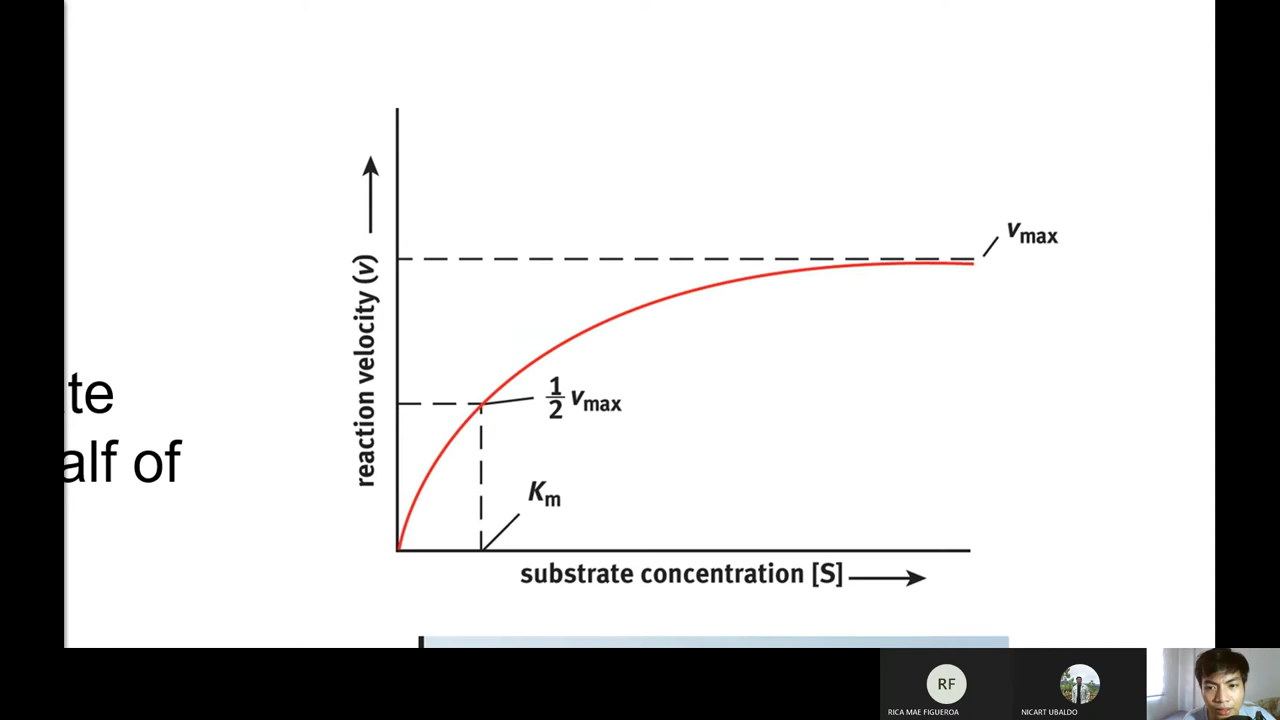 te
alf of
reaction velocity (v)
vmax
1/2 vmax
Km
substrate concentration [S]
RF
RICA MAE FIGUEROA
NICART UBALDO